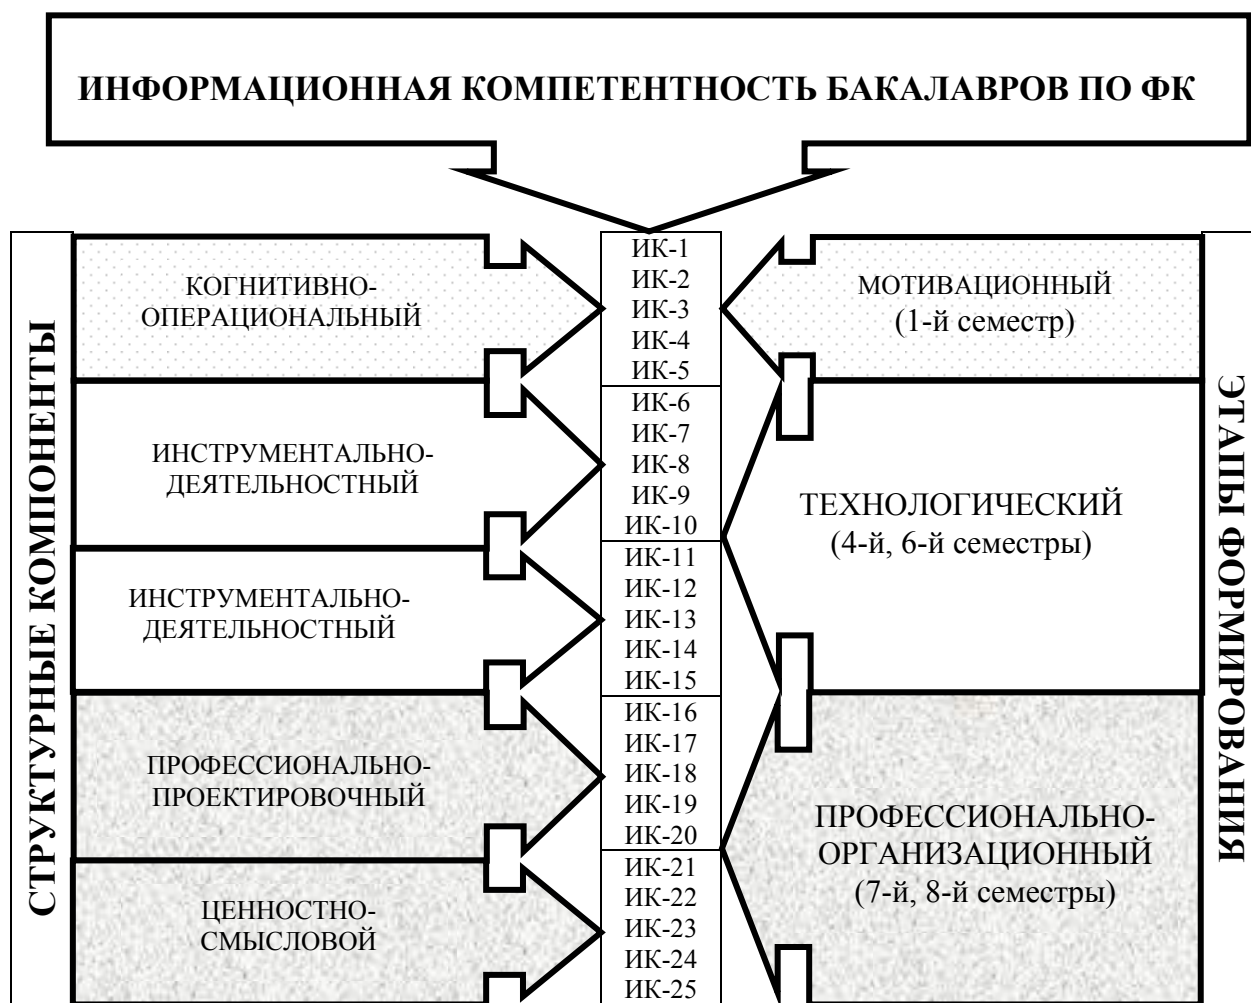 ИНФОРМАЦИОННАЯ КОМПЕТЕНТНОСТЬ БАКАЛАВРОВ ПО ФК
СТРУКТУРНЫЕ КОМПОНЕНТЫ
КОГНИТИВНО-
ОПЕРАЦИОНАЛЬНЫЙ
ИНСТРУМЕНТАЛЬНО-
ДЕЯТЕЛЬНОСТНЫЙ
ИНСТРУМЕНТАЛЬНО-
ДЕЯТЕЛЬНОСТНЫЙ
ПРОФЕССИОНАЛЬНО-
ПРОЕКТИРОВОЧНЫЙ
ЦЕННОСТНО-
СМЫСЛОВОЙ
ИК-1
ИК-2
ИК-3
ИК-4
ИК-5
ИК-6
ИК-7
ИК-8
ИК-9
ИК-10
ИК-11
ИК-12
ИК-13
ИК-14
ИК-15
ИК-16
ИК-17
ИК-18
ИК-19
ИК-20
ИК-21
ИК-22
ИК-23
ИК-24
ИК-25
МОТИВАЦИОННЫЙ
(1-й семестр)
ТЕХНОЛОГИЧЕСКИЙ
(4-й, 6-й семестры)
ПРОФЕССИОНАЛЬНО-
ОРГАНИЗАЦИОННЫЙ
(7-й, 8-й семестры)
ЭТАПЫ ФОРМИРОВАНИЯ